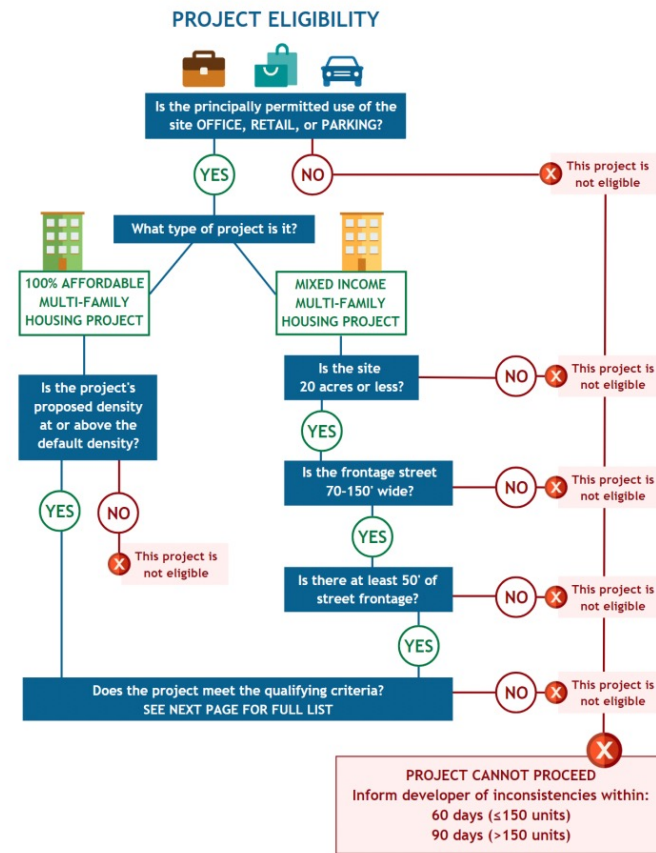 PROJECT ELIGIBILITY
Is the principally permitted use of the
site OFFICE, RETAIL, or PARKING?
YES
NO
This project is
not eligible
What type of project is it?
100% AFFORDABLE
MULTI-FAMILY
HOUSING PROJECT
MIXED INCOME
MULTI-FAMILY
HOUSING PROJECT
Is the project's
proposed density
at or above the
default density?
YES
NO
This project is
not eligible
Is the site
20 acres or less?
NO
This project is
not eligible
YES
Is the frontage street
70-150' wide?
NO
This project is
not eligible
YES
Is there at least 50' of
street frontage?
NO
This project is
not eligible
YES
Does the project meet the qualifying criteria?
SEE NEXT PAGE FOR FULL LIST
NO
This project is
not eligible
PROJECT CANNOT PROCEED
Inform developer of inconsistencies within:
60 days (≤150 units)
90 days (>150 units)